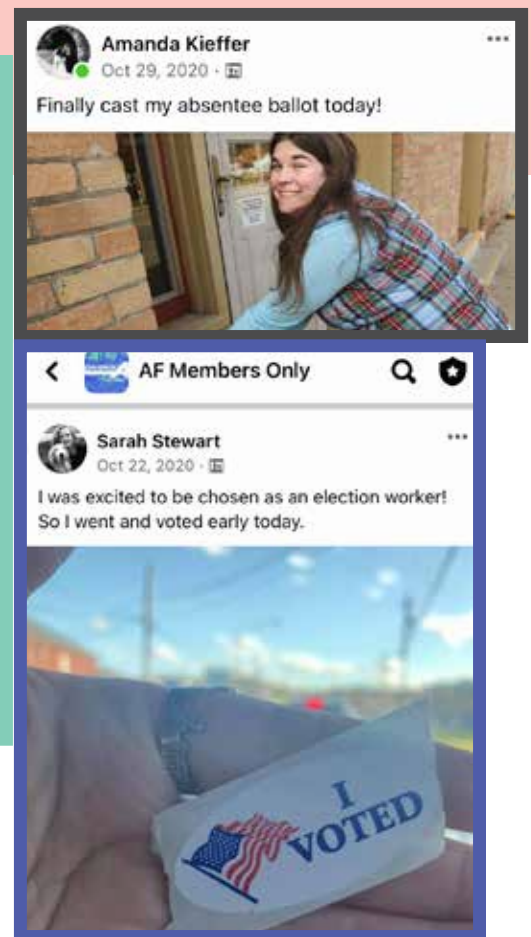 Amanda Kieffer
Oct 29, 2020 ·
Finally cast my absentee ballot today!
AF Members Only
Sarah Stewart
Oct 22, 2020 ·
I was excited to be chosen as an election worker!
So I went and voted early today.
I
VOTED